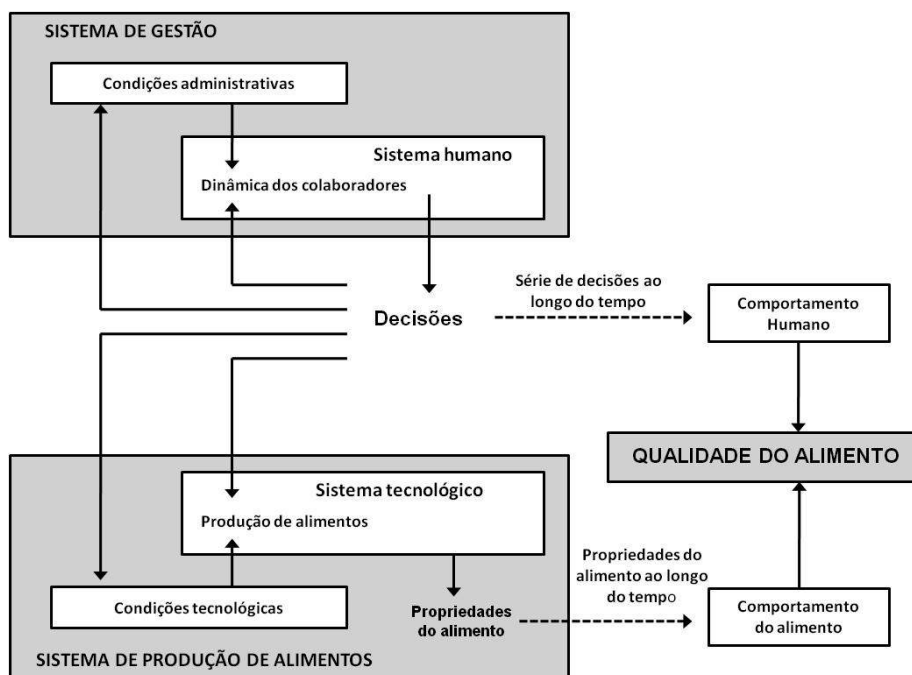 SISTEMA DE GESTÃO
Condições administrativas
Sistema humano
Dinâmica dos colaboradores
Decisões
Série de decisões ao
longo do tempo
Comportamento
Humano
QUALIDADE DO ALIMENTO
Sistema tecnológico
Produção de alimentos
Condições tecnológicas
Propriedades
do alimento
Propriedades do
alimento ao longo
do tempo
Comportamento
do alimento
SISTEMA DE PRODUÇÃO DE ALIMENTOS